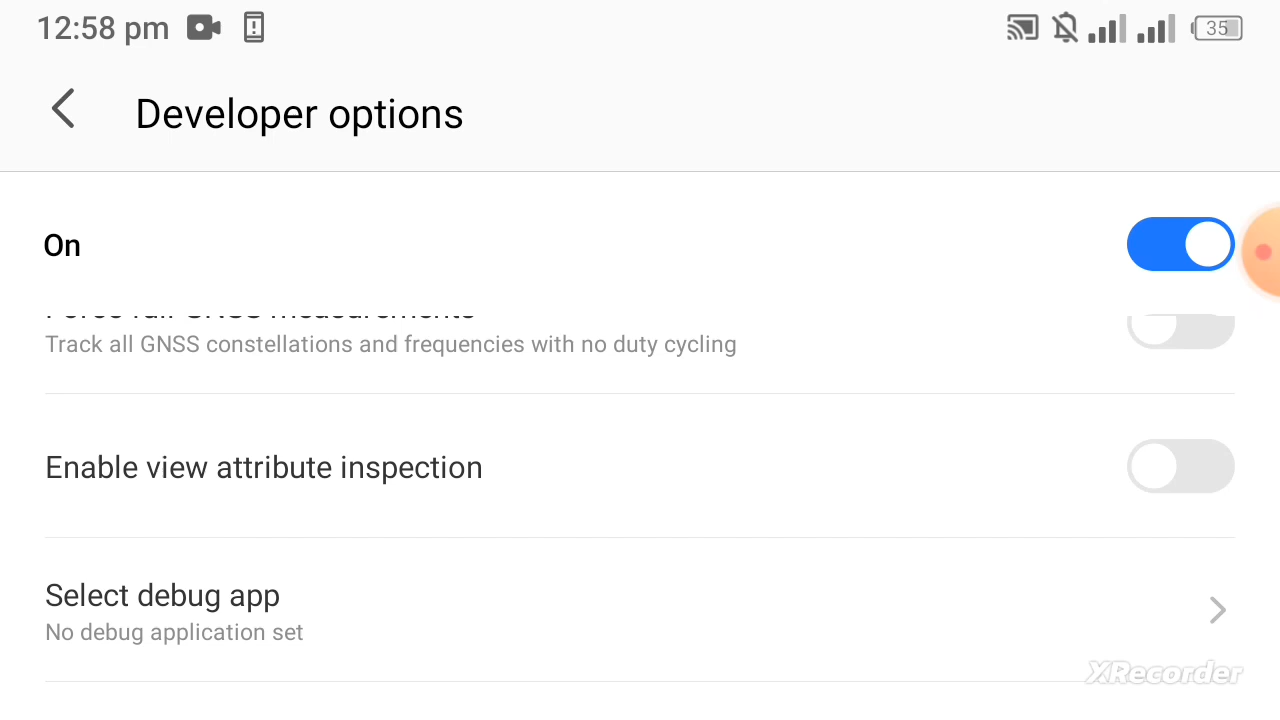 12:58 pm
35
Developer options
On
Force full GNSS measurements
Track all GNSS constellations and frequencies with no duty cycling
Enable view attribute inspection
Select debug app
No debug application set
XRecorder